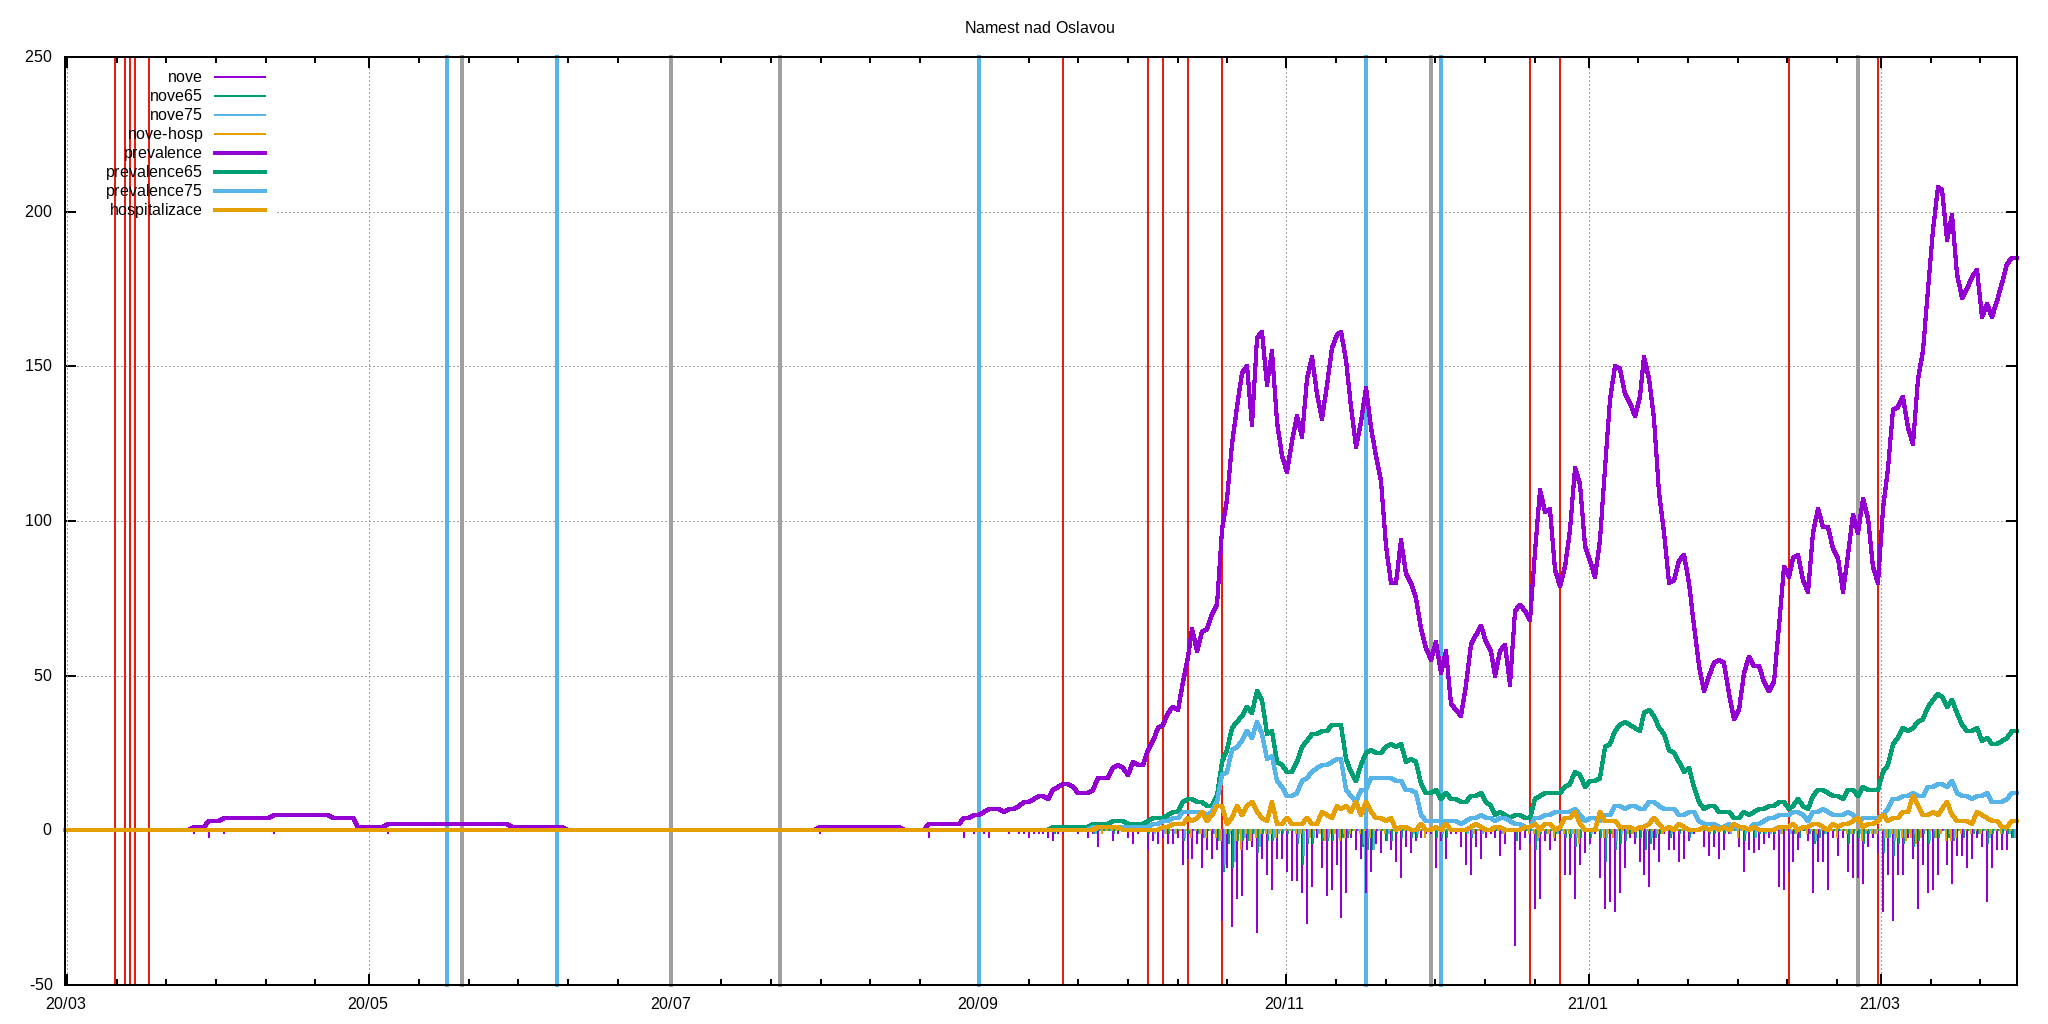 Namest nad Oslavou
250
200
150
100
50
0
-50
nove
nove65
nove75
nove-hosp
prevalence
prevalence65
prevalence75
hospitalizace
20/03 20/05 20/07 20/09 20/11 21/01 21/03